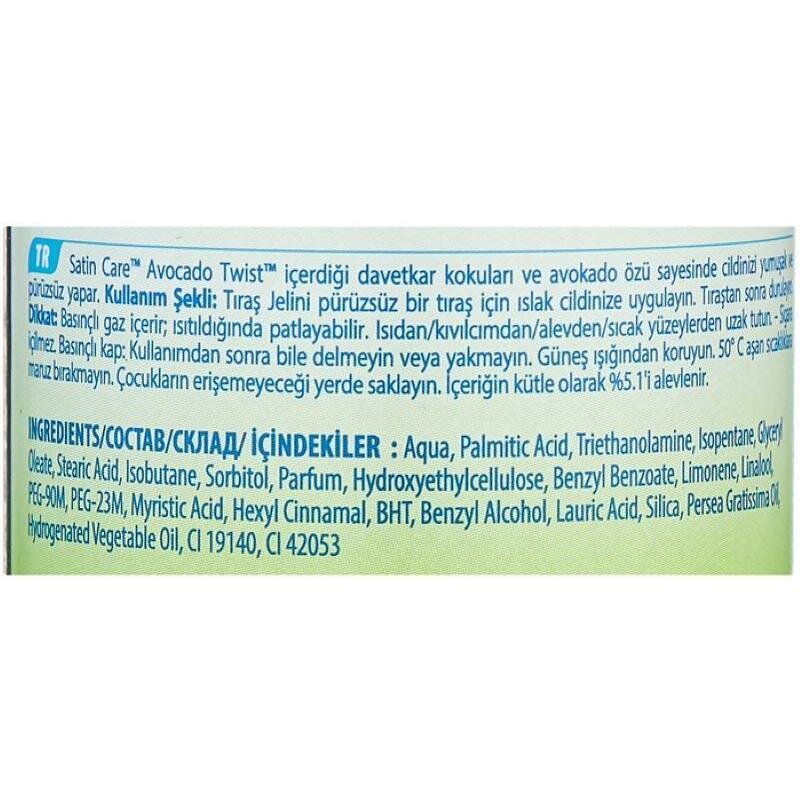 TR Satin Care™ Avocado Twist™ içerdiği davetkar kokuları ve avokado özü sayesinde cildinizi yumuşak ve
pürüzsüz yapar. Kullanım Şekli: Tıraş Jelini pürüzsüz bir tıraş için ıslak cildinize uygulayın. Tıraştan sonra durulayın.
Dikkat: Basınçlı gaz içerir; ısıtıldığında patlayabilir. Isıdan/kıvılcımdan/alevden/sıcak yüzeylerden uzak tutun. - Sigara
içilmez. Basınçlı kap: Kullanımdan sonra bile delmeyin veya yakmayın. Güneş ışığından koruyun. 50° C aşan sıcaklıklara
maruz bırakmayın. Çocukların erişemeyeceği yerde saklayın. İçeriğin kütle olarak %5.1'i alevlenir.
INGREDIENTS/СОСТАВ/СКЛАД/ İÇİNDEKİLER : Aqua, Palmitic Acid, Triethanolamine, Isopentane, Glyceryl
Oleate, Stearic Acid, Isobutane, Sorbitol, Parfum, Hydroxyethylcellulose, Benzyl Benzoate, Limonene, Linalool,
PEG-90M, PEG-23M, Myristic Acid, Hexyl Cinnamal, BHT, Benzyl Alcohol, Lauric Acid, Silica, Persea Gratissima Oil,
Hydrogenated Vegetable Oil, CI 19140, CI 42053